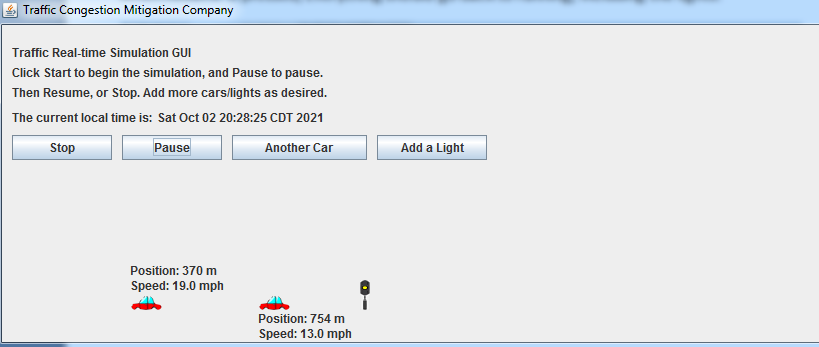 Traffic Congestion Mitigation Company
Traffic Real-time Simulation GUI
Click Start to begin the simulation, and Pause to pause.
Then Resume, or Stop. Add more cars/lights as desired.
The current local time is: Sat Oct 02 20:28:25 CDT 2021
Stop
Pause
Another Car
Add a Light
Position: 370 m
Speed: 19.0 mph
Position: 754 m
Speed: 13.0 mph